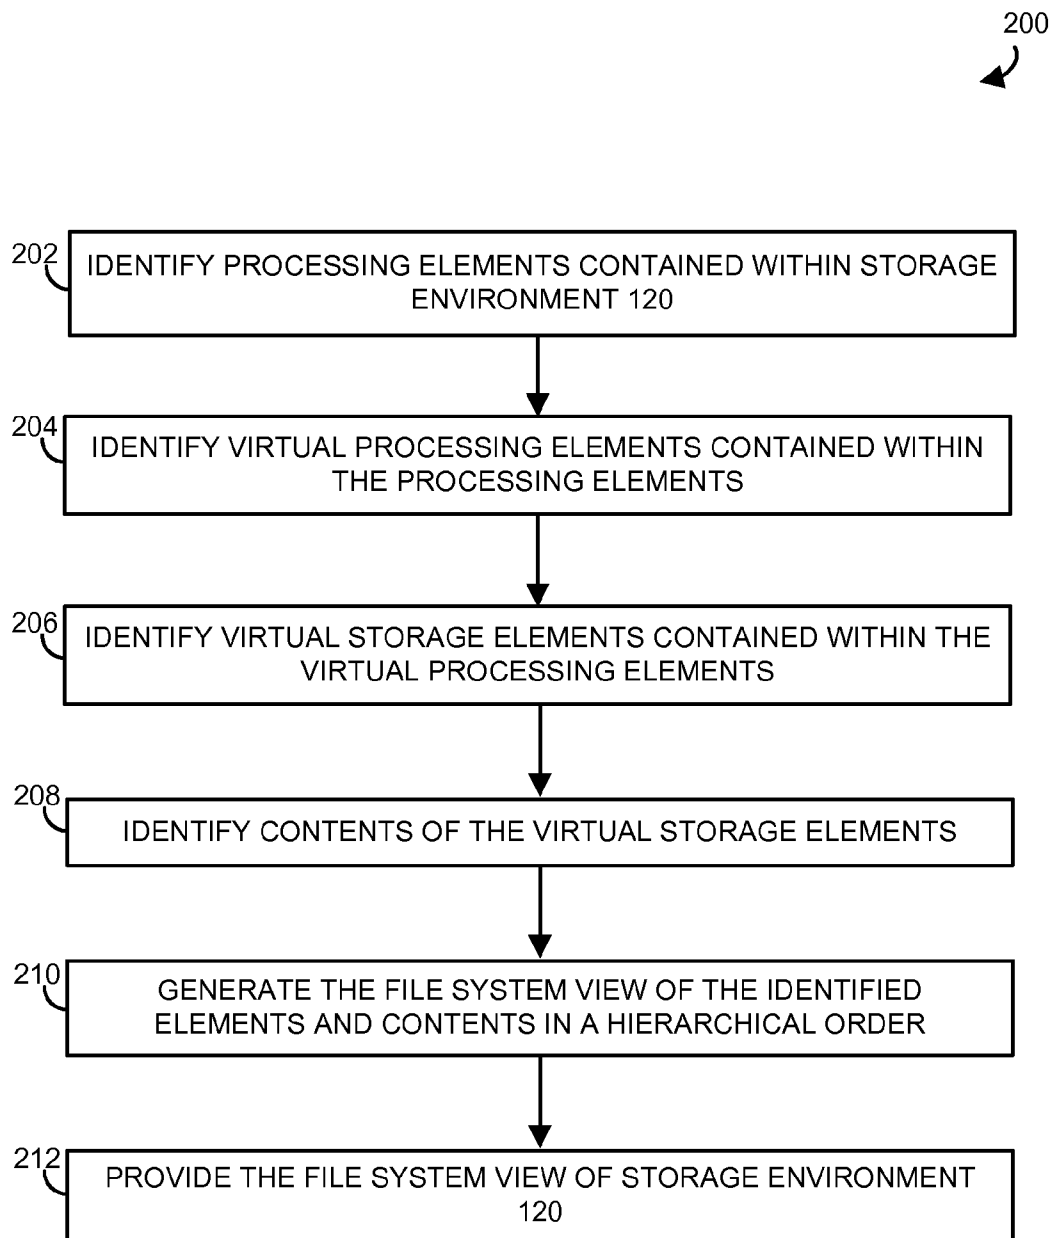 200
202
IDENTIFY PROCESSING ELEMENTS CONTAINED WITHIN STORAGE
ENVIRONMENT 120
204
IDENTIFY VIRTUAL PROCESSING ELEMENTS CONTAINED WITHIN
THE PROCESSING ELEMENTS
206
IDENTIFY VIRTUAL STORAGE ELEMENTS CONTAINED WITHIN THE
VIRTUAL PROCESSING ELEMENTS
208
IDENTIFY CONTENTS OF THE VIRTUAL STORAGE ELEMENTS
210
GENERATE THE FILE SYSTEM VIEW OF THE IDENTIFIED
ELEMENTS AND CONTENTS IN A HIERARCHICAL ORDER
212
PROVIDE THE FILE SYSTEM VIEW OF STORAGE ENVIRONMENT
120